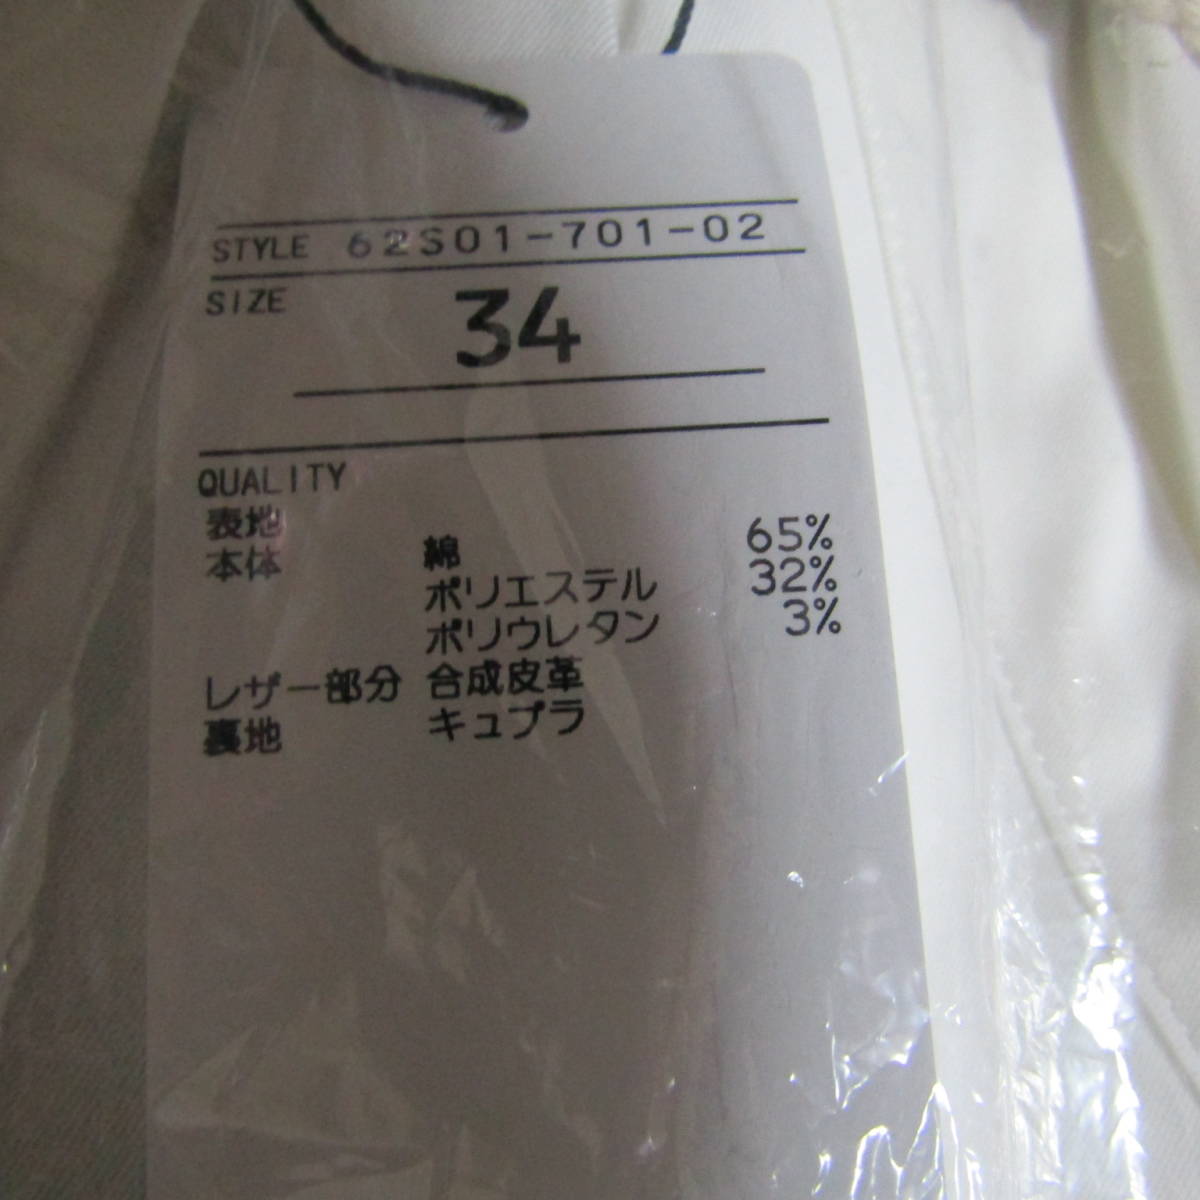 STYLE 62S01-701-02
SIZE 34
QUALITY
表地
本体 綿 65%
ポリエステル 32%
ポリウレタン 3%
レザー部分 合成皮革
裏地 キュプラ